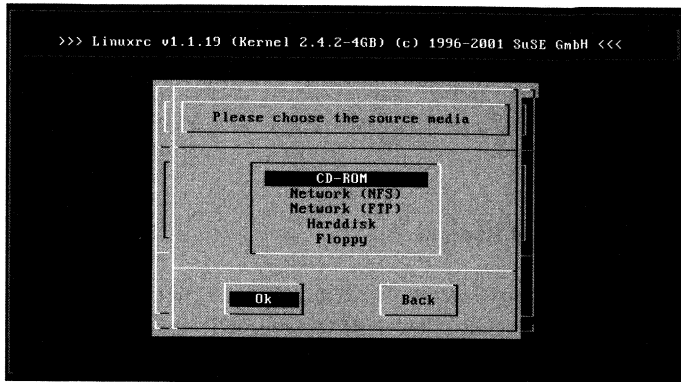 >>> Linuxrc v1.1.19 (Kernel 2.4.2-4GB) (c) 1996-2001 SuSE GmbH <<<
Please choose the source media
CD-ROM
Network (NFS)
Network (FTP)
Harddisk
Floppy
Ok
Back